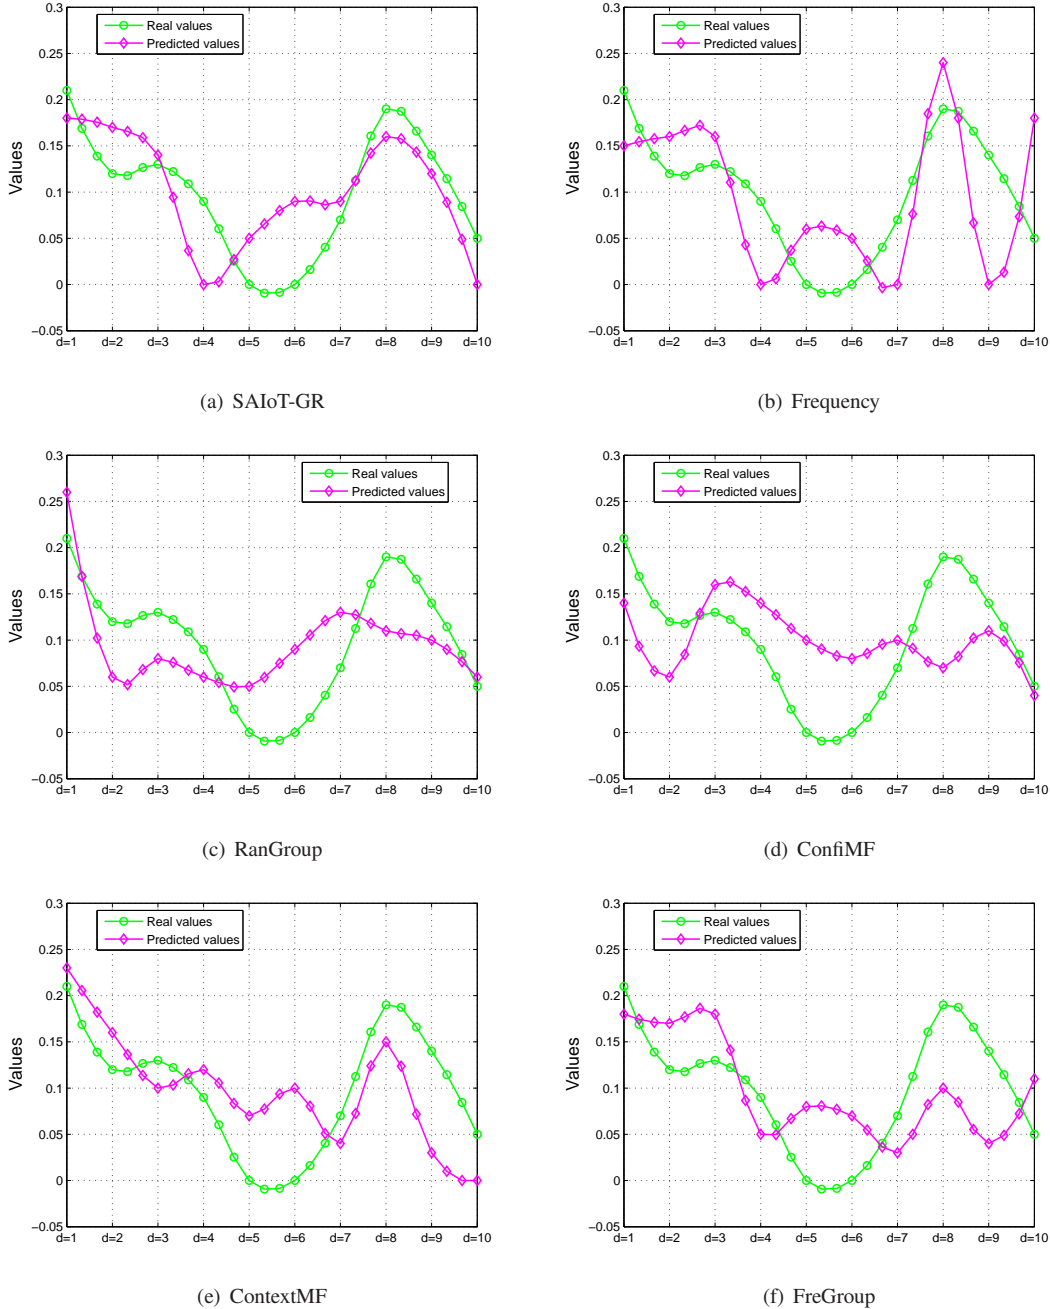 0.3
0.25
0.2
0.15
0.1
0.05
0
−0.05
Values
Real values
Predicted values
d=1 d=2 d=3 d=4 d=5 d=6 d=7 d=8 d=9 d=10
(a) SAIoT-GR
0.3
0.25
0.2
0.15
0.1
0.05
0
−0.05
Values
Real values
Predicted values
d=1 d=2 d=3 d=4 d=5 d=6 d=7 d=8 d=9 d=10
(b) Frequency
0.3
0.25
0.2
0.15
0.1
0.05
0
−0.05
Values
Real values
Predicted values
d=1 d=2 d=3 d=4 d=5 d=6 d=7 d=8 d=9 d=10
(c) RanGroup
0.3
0.25
0.2
0.15
0.1
0.05
0
−0.05
Values
Real values
Predicted values
d=1 d=2 d=3 d=4 d=5 d=6 d=7 d=8 d=9 d=10
(d) ConfiMF
0.3
0.25
0.2
0.15
0.1
0.05
0
−0.05
Values
Real values
Predicted values
d=1 d=2 d=3 d=4 d=5 d=6 d=7 d=8 d=9 d=10
(e) ContextMF
0.3
0.25
0.2
0.15
0.1
0.05
0
−0.05
Values
Real values
Predicted values
d=1 d=2 d=3 d=4 d=5 d=6 d=7 d=8 d=9 d=10
(f) FreGroup